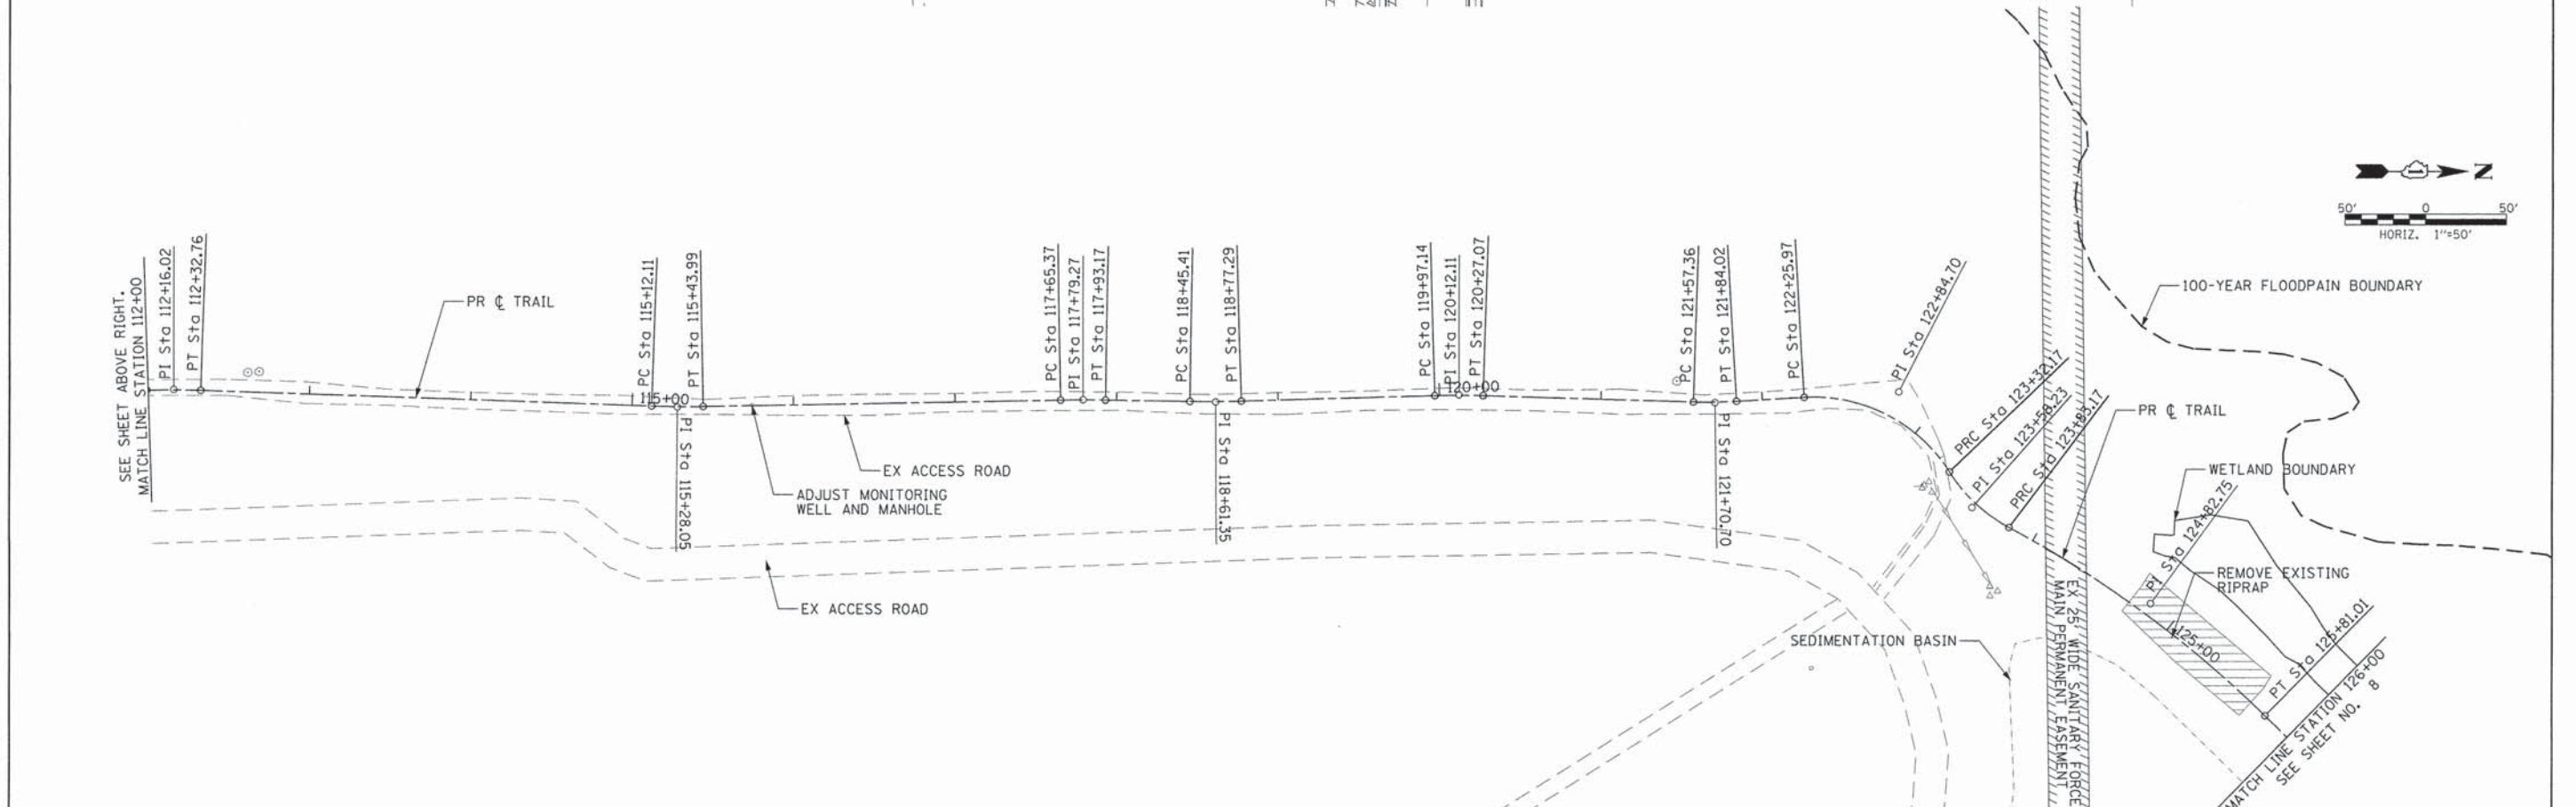 SEE SHEET ABOVE RIGHT.
MATCH LINE STATION 112+00
PI Sta 112+16.02
PT Sta 112+32.76
PR ℄ TRAIL
PC Sta 115+12.11
PT Sta 115+43.99
115+00
PI Sta 115+28.05
ADJUST MONITORING
WELL AND MANHOLE
EX ACCESS ROAD
EX ACCESS ROAD
PC Sta 117+65.37
PI Sta 117+79.27
PT Sta 117+93.17
PC Sta 118+45.41
PT Sta 118+77.29
PI Sta 118+61.35
PC Sta 119+97.14
PI Sta 120+12.11
PT Sta 120+27.07
120+00
PC Sta 121+57.36
PT Sta 121+84.02
PI Sta 121+70.70
PC Sta 122+25.97
PI Sta 122+84.70
PRC Sta 123+32.17
PI Sta 123+58.23
PRC Sta 123+83.17
PR ℄ TRAIL
N
50' 0 50'
HORIZ. 1"=50'
100-YEAR FLOODPAIN BOUNDARY
WETLAND BOUNDARY
PI Sta 124+82.75
REMOVE EXISTING
RIPRAP
125+00
PT Sta 125+81.01
SEDIMENTATION BASIN
EX 25' WIDE SANITARY FORCE
MAIN PERMANENT EASEMENT
MATCH LINE STATION 126+00
SEE SHEET NO. 8